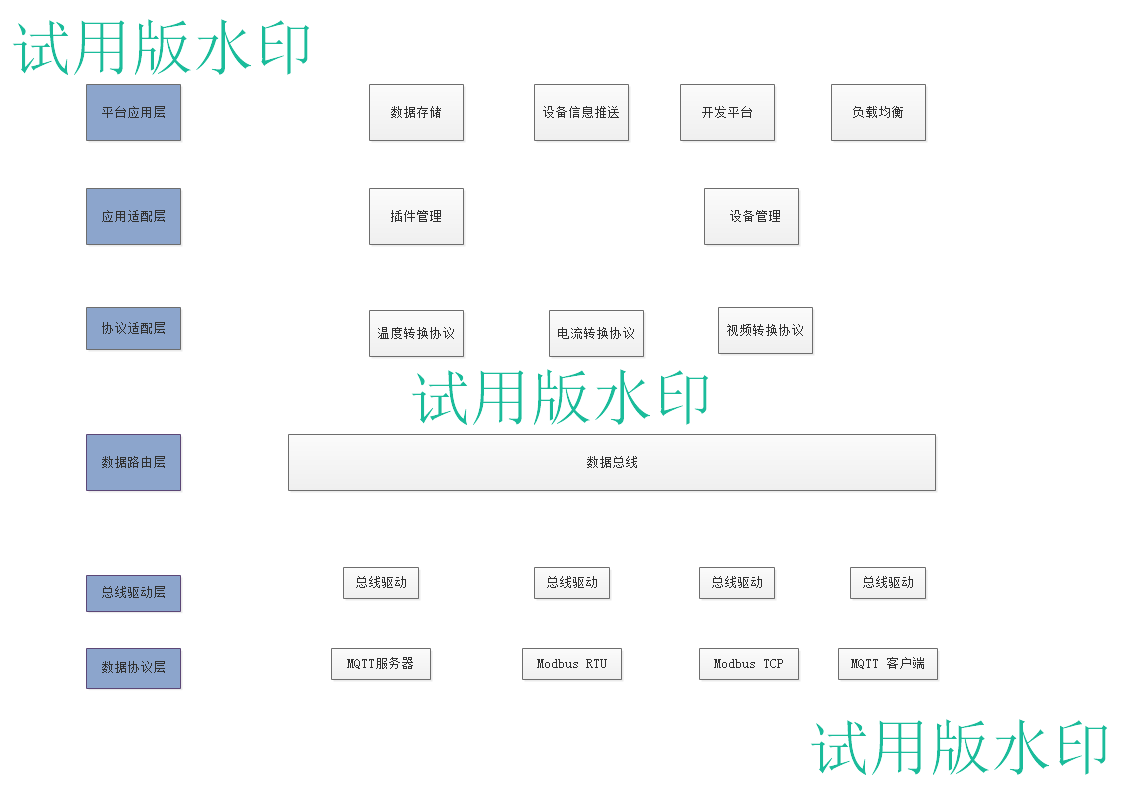 试用版水印
平台应用层 数据存储 设备信息推送 开发平台 负载均衡
应用适配层 插件管理 设备管理
协议适配层 温度转换协议 电流转换协议 视频转换协议
试用版水印
数据路由层 数据总线
总线驱动层 总线驱动 总线驱动 总线驱动 总线驱动
数据协议层 MQTT服务器 Modbus RTU Modbus TCP MQTT 客户端
试用版水印